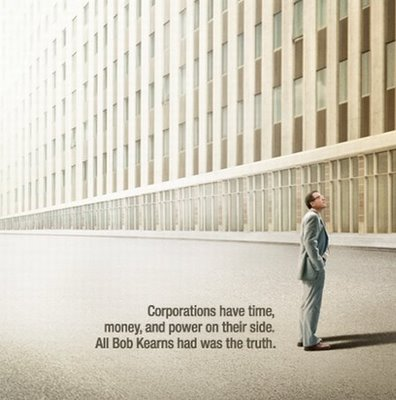 Corporations have time,
money, and power on their side.
All Bob Kearns had was the truth.